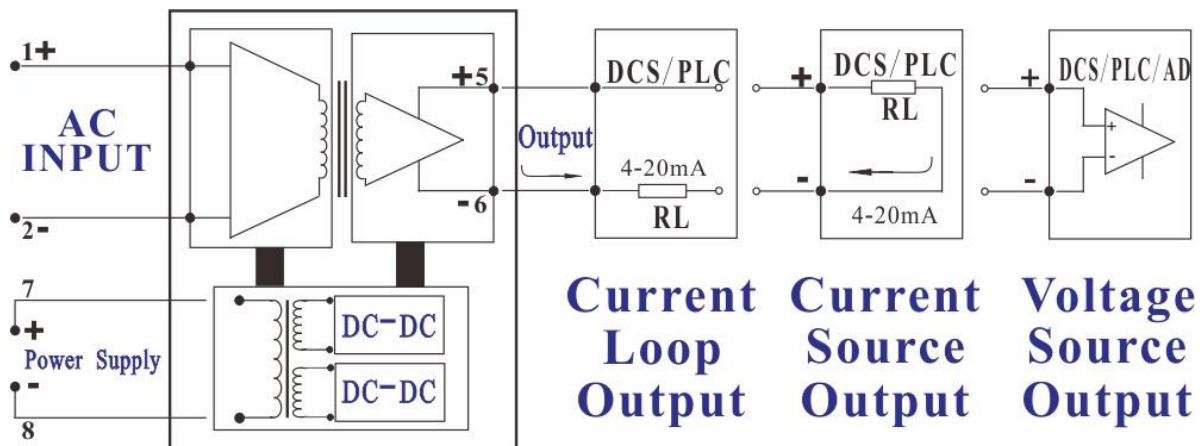 1+
AC
INPUT
2-
7
+
Power Supply
-
8
DC-DC
DC-DC
+5
-6
Output
DCS/PLC
4-20mA
RL
+
DCS/PLC
RL
-
4-20mA
+
DCS/PLC/AD
+
-
-
Current
Loop
Output
Current
Source
Output
Voltage
Source
Output